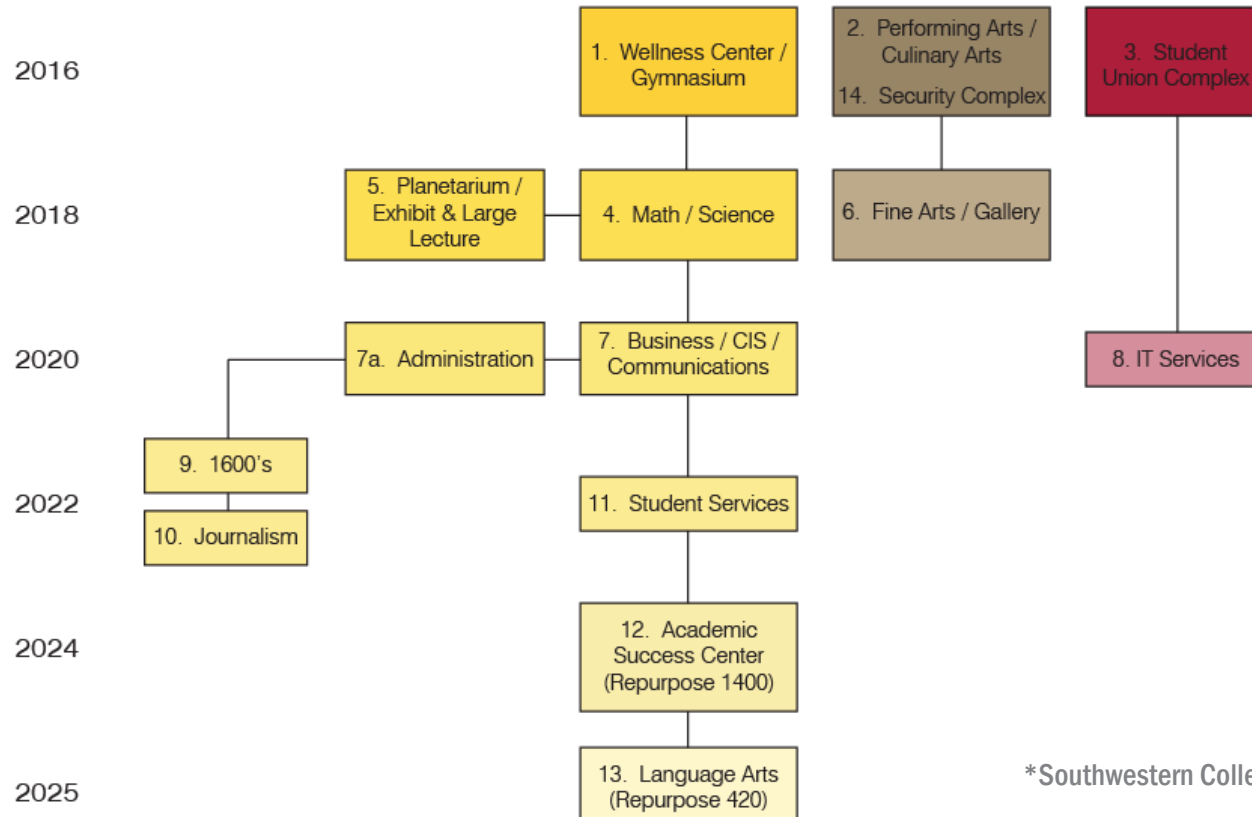 2016
1. Wellness Center /
Gymnasium
2. Performing Arts /
Culinary Arts
14. Security Complex
3. Student
Union Complex
2018
5. Planetarium /
Exhibit & Large
Lecture
4. Math / Science
6. Fine Arts / Gallery
2020
7a. Administration
7. Business / CIS /
Communications
8. IT Services
9. 1600's
2022
10. Journalism
11. Student Services
2024
12. Academic
Success Center
(Repurpose 1400)
2025
13. Language Arts
(Repurpose 420)
*Southwestern